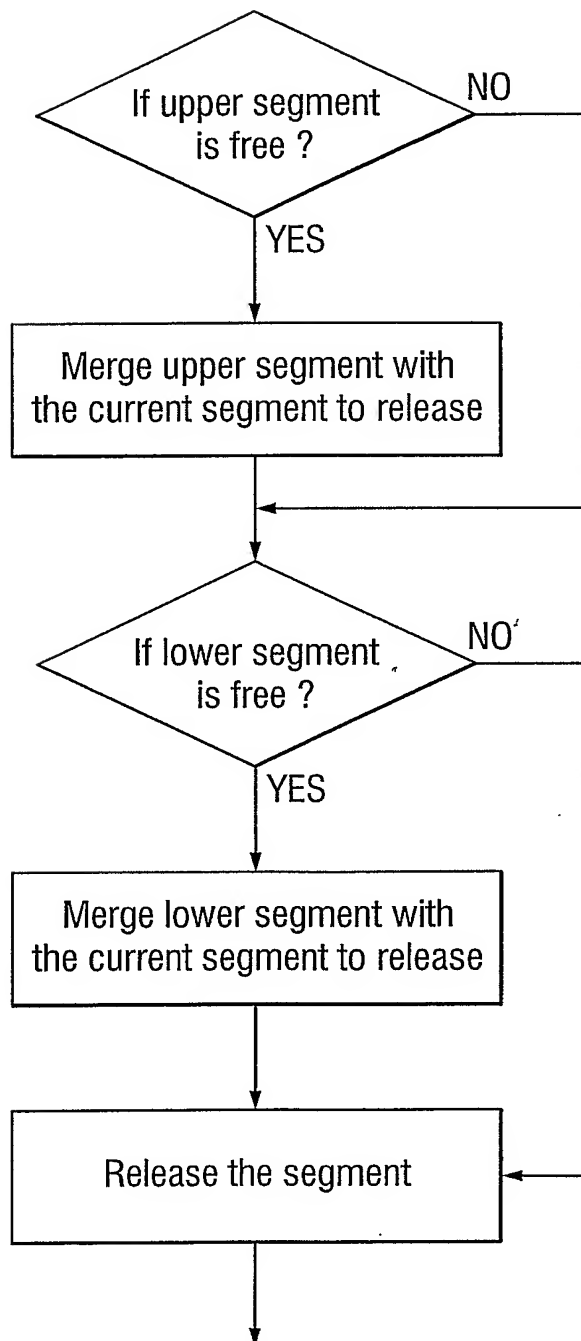 If upper segment
is free ?
NO
YES
Merge upper segment with
the current segment to release
If lower segment
is free ?
NO
YES
Merge lower segment with
the current segment to release
Release the segment